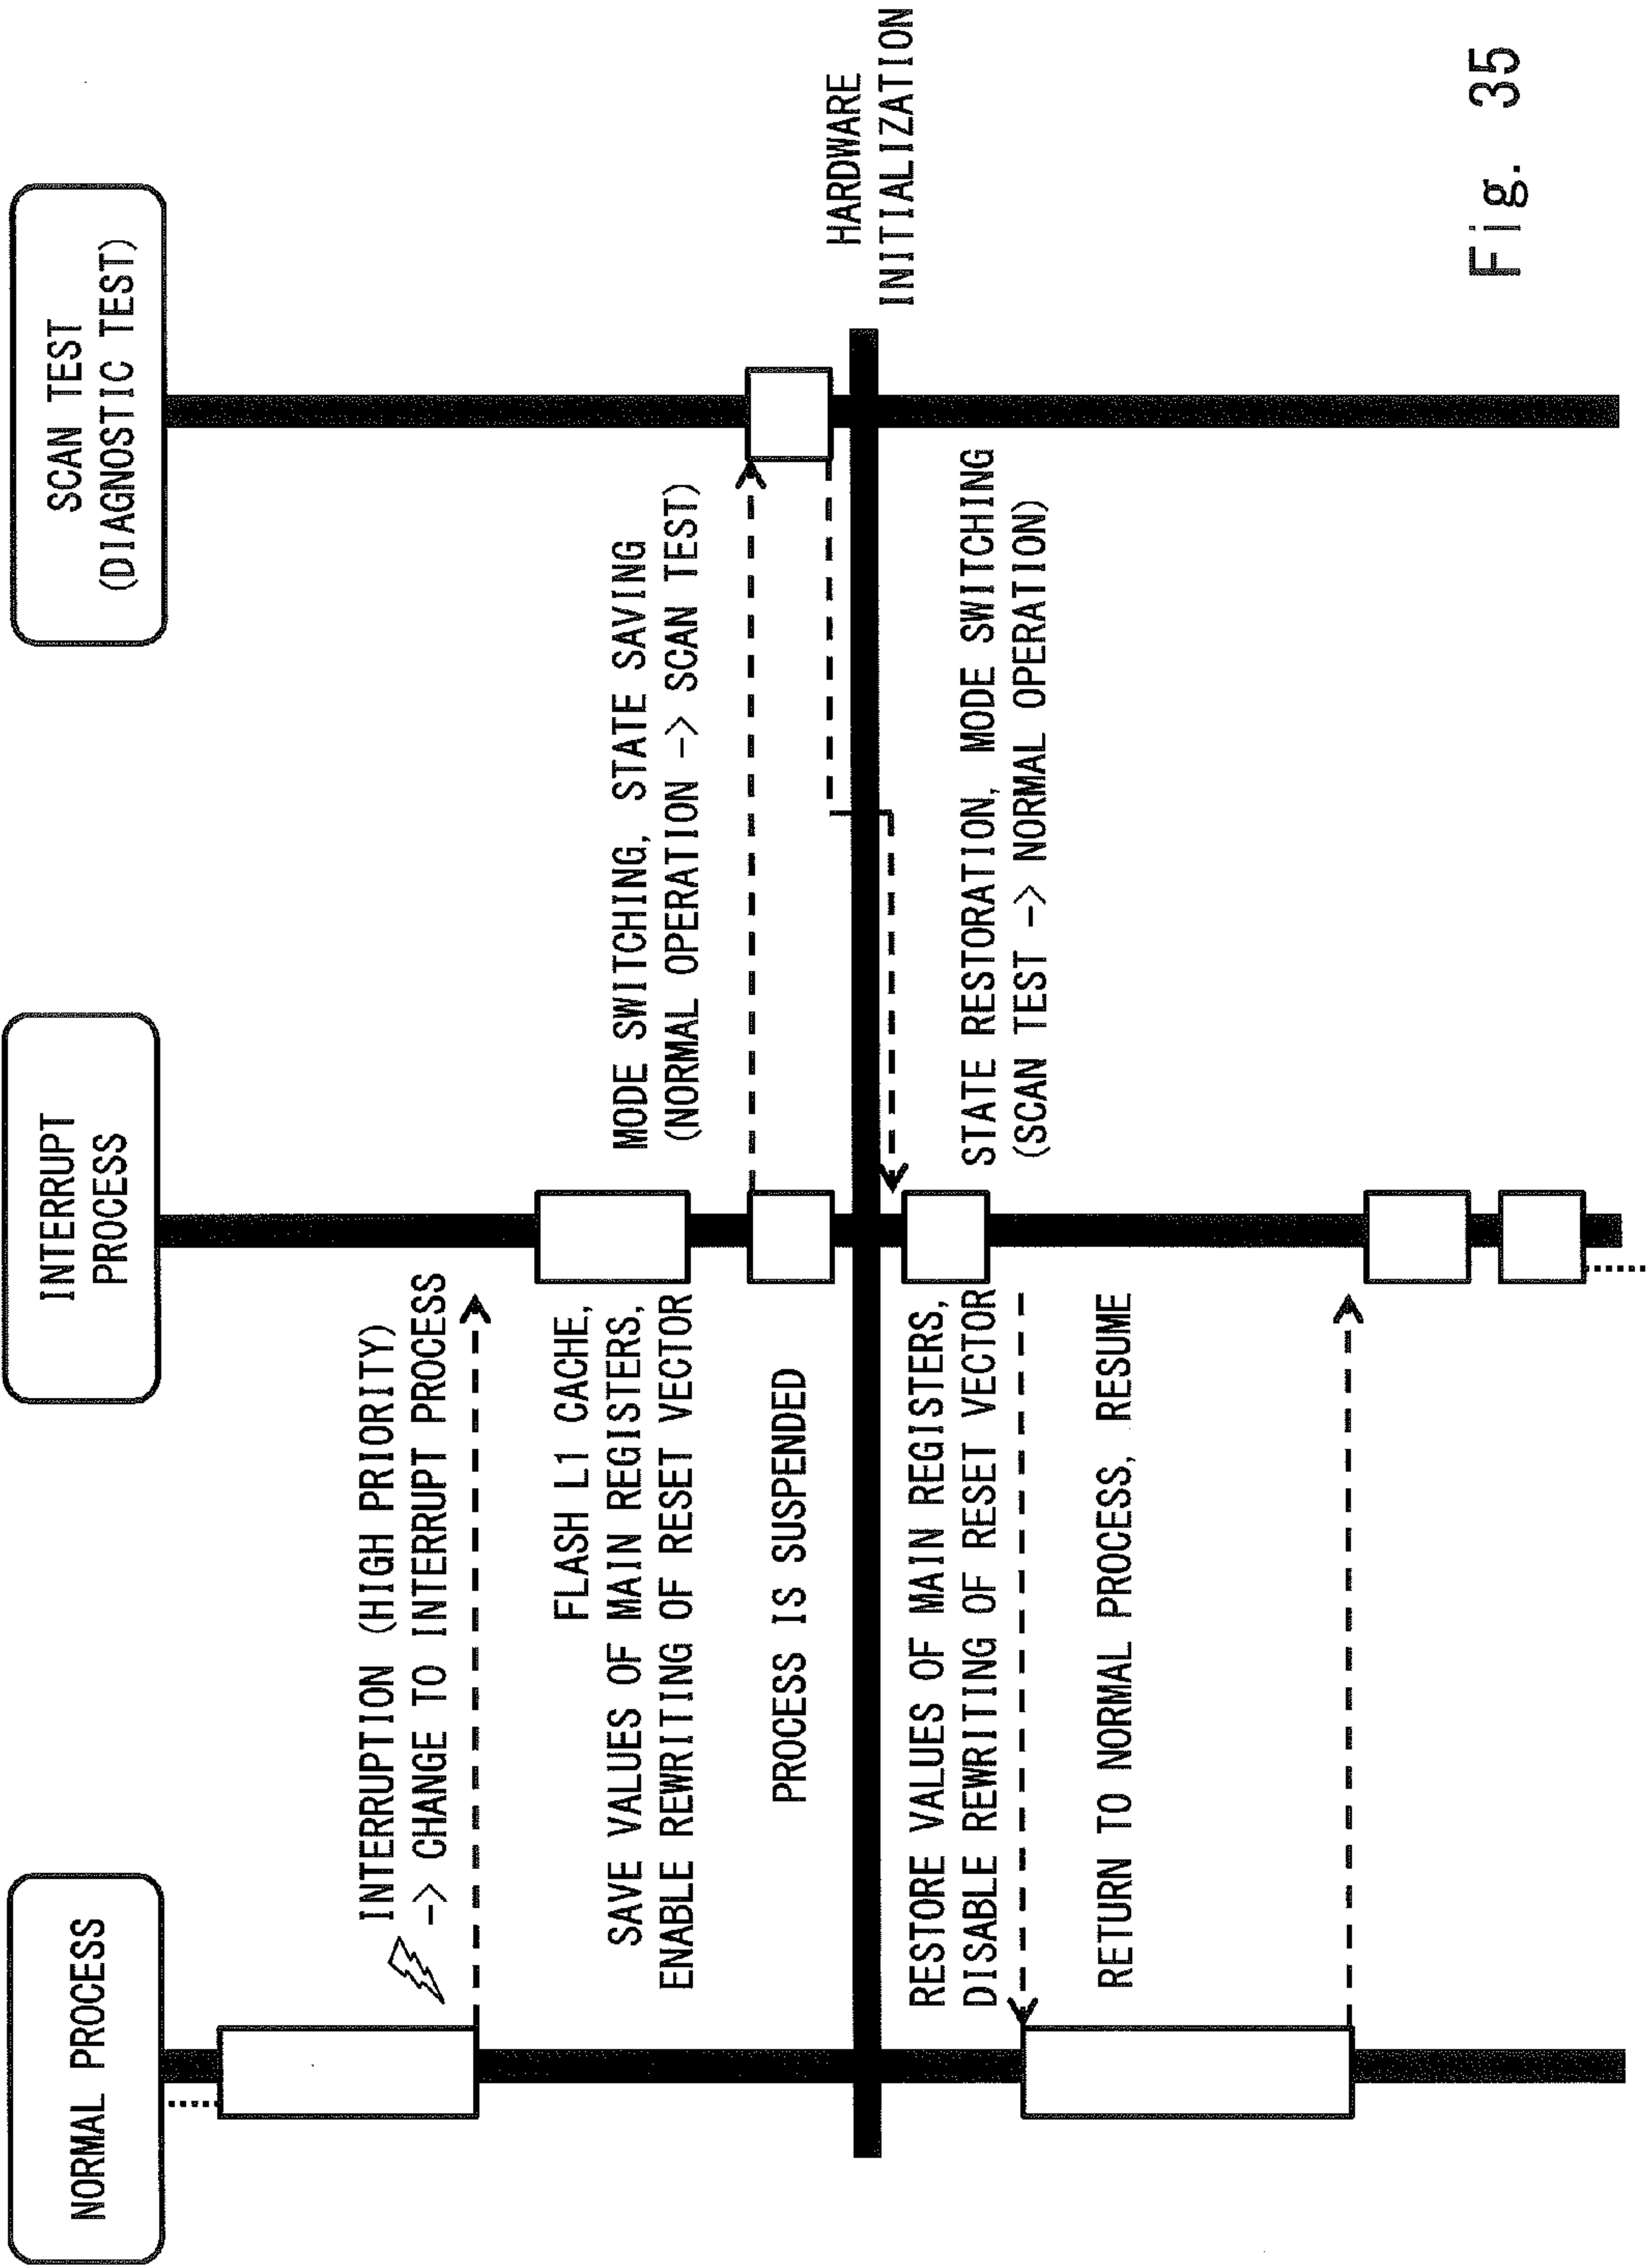 NORMAL PROCESS
INTERRUPT
PROCESS
SCAN TEST
(DIAGNOSTIC TEST)
INTERRUPTION (HIGH PRIORITY)
-> CHANGE TO INTERRUPT PROCESS
FLASH L1 CACHE,
SAVE VALUES OF MAIN REGISTERS,
ENABLE REWRITING OF RESET VECTOR
MODE SWITCHING, STATE SAVING
(NORMAL OPERATION -> SCAN TEST)
PROCESS IS SUSPENDED
HARDWARE
INITIALIZATION
RESTORE VALUES OF MAIN REGISTERS,
DISABLE REWRITING OF RESET VECTOR
STATE RESTORATION, MODE SWITCHING
(SCAN TEST -> NORMAL OPERATION)
RETURN TO NORMAL PROCESS, RESUME
Fig. 35